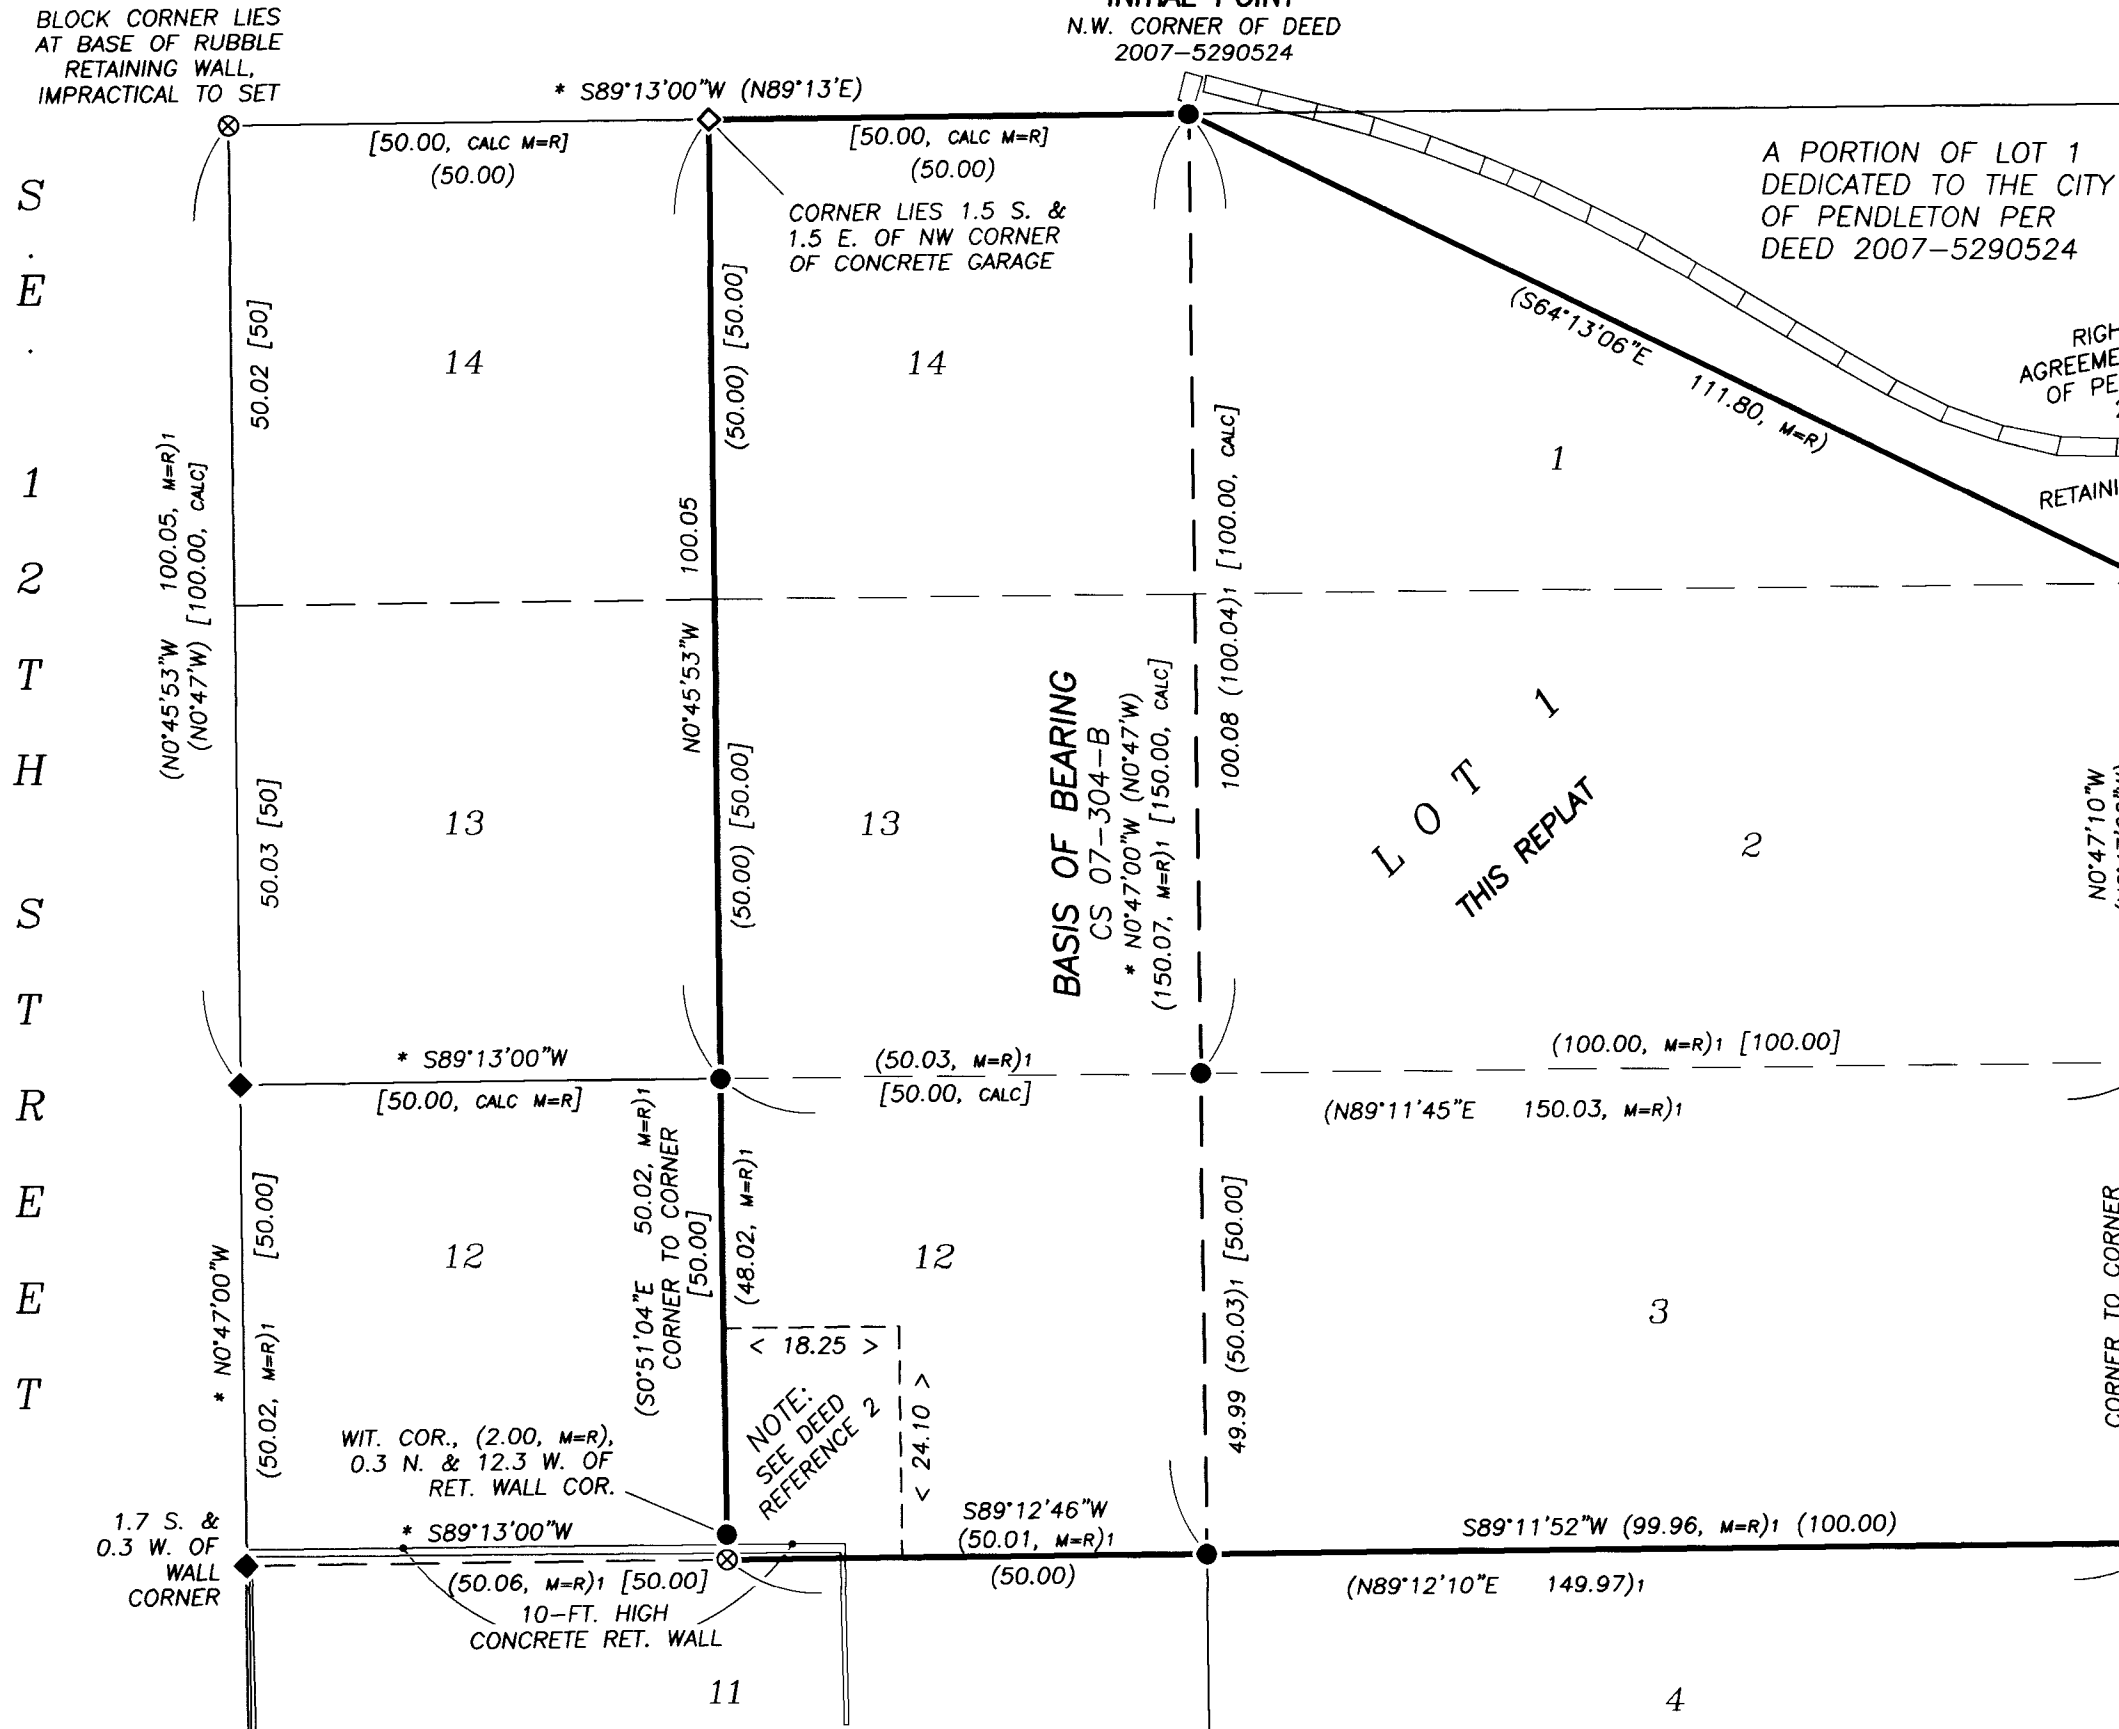 BLOCK CORNER LIES
AT BASE OF RUBBLE
RETAINING WALL,
IMPRACTICAL TO SET
N.W. CORNER OF DEED
2007-5290524
* S89°13'00"W (N89°13'E)
[50.00, CALC M=R]
(50.00)
[50.00, CALC M=R]
(50.00)
CORNER LIES 1.5 S. &
1.5 E. OF NW CORNER
OF CONCRETE GARAGE
A PORTION OF LOT 1
DEDICATED TO THE CITY
OF PENDLETON PER
DEED 2007-5290524
S.E. 12TH STREET
50.02 [50]
14
(50.00) [50.00]
14
(S64°13'06"E 111.80, M=R)
1
(N0°45'53"W 100.05, M=R)1
(N0°47'W) [100.00, CALC]
N0°45'53"W 100.05
100.08 (100.04)1 [100.00, CALC]
50.03 [50]
13
(50.00) [50.00]
13
BASIS OF BEARING
CS 07-304-B
* N0°47'00"W (N0°47'W)
(150.07, M=R)1 [150.00, CALC]
LOT 1
THIS REPLAT
2
N0°47'10"W
* S89°13'00"W
[50.00, CALC M=R]
(50.03, M=R)1
[50.00, CALC]
(100.00, M=R)1 [100.00]
(N89°11'45"E 150.03, M=R)1
* N0°47'00"W
(50.02, M=R)1 [50.00]
12
(S0°51'04"E 50.02, M=R)1
CORNER TO CORNER
[50.00]
(48.02, M=R)1
12
49.99 (50.03)1 [50.00]
3
CORNER TO CORNER
< 18.25 >
< 24.10 >
NOTE:
SEE DEED
REFERENCE 2
WIT. COR., (2.00, M=R),
0.3 N. & 12.3 W. OF
RET. WALL COR.
1.7 S. &
0.3 W. OF
WALL
CORNER
* S89°13'00"W
(50.06, M=R)1 [50.00]
10-FT. HIGH
CONCRETE RET. WALL
S89°12'46"W
(50.01, M=R)1
(50.00)
S89°11'52"W (99.96, M=R)1 (100.00)
(N89°12'10"E 149.97)1
11
4